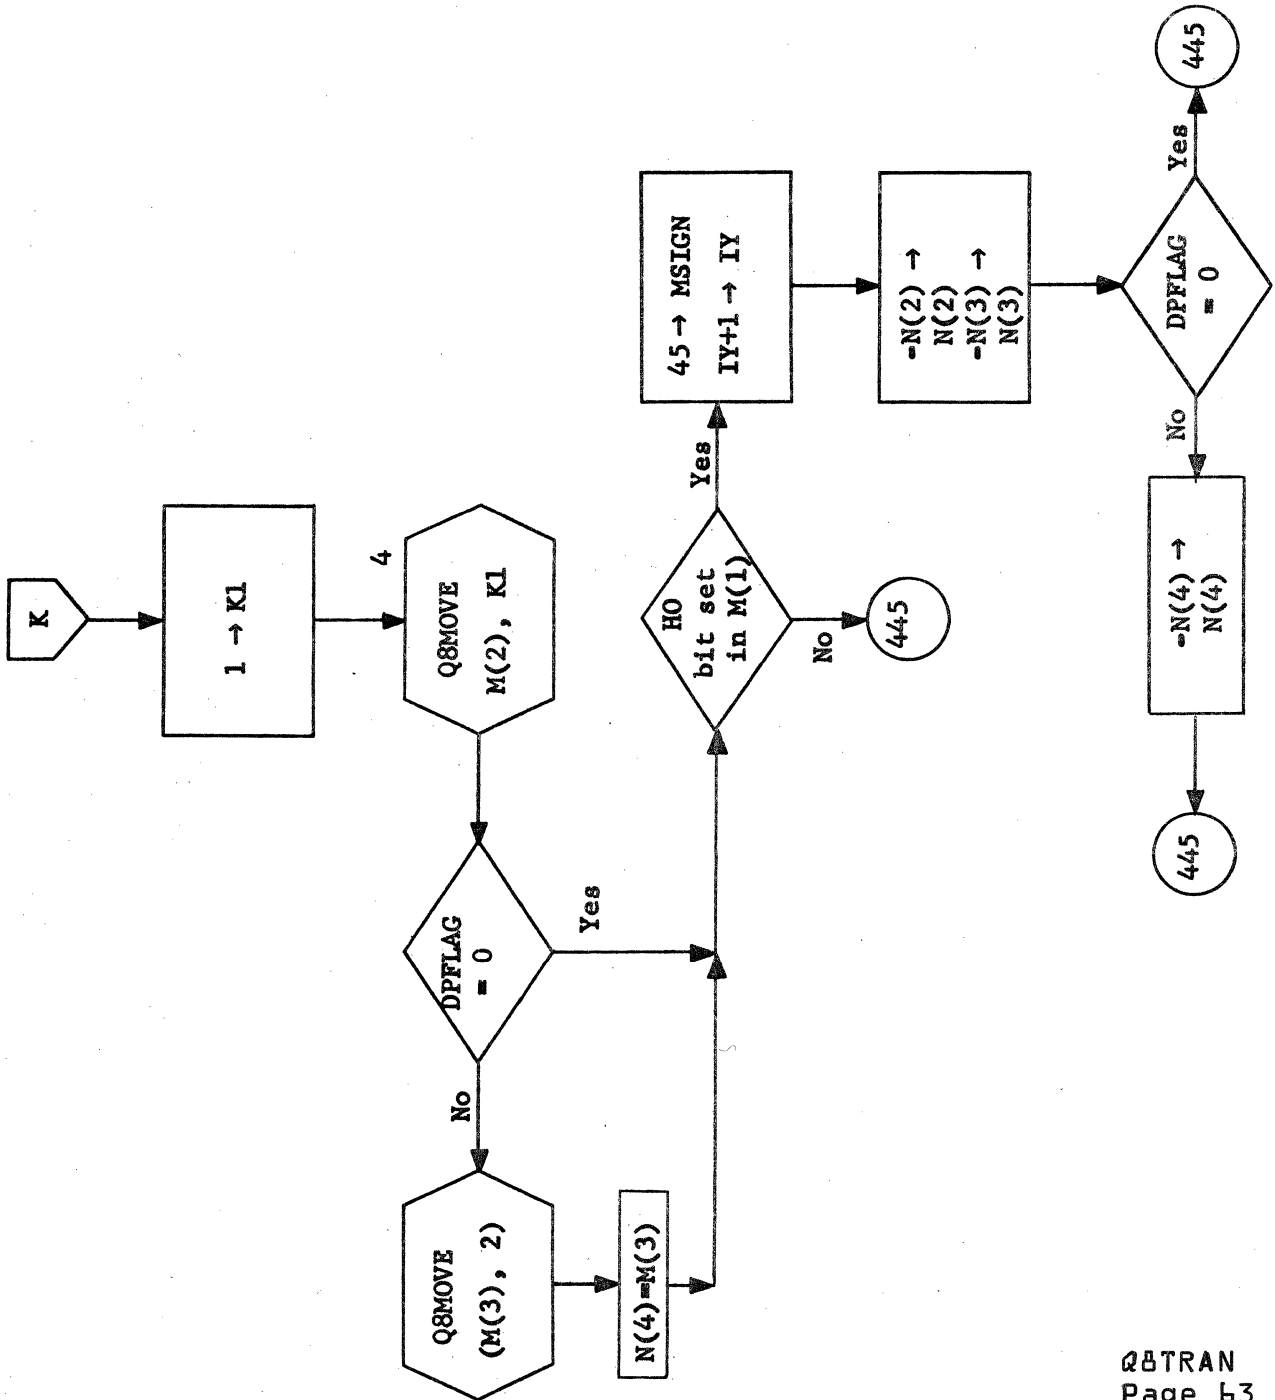 K
1 → K1
4
Q8MOVE
M(2), K1
DPFLAG
= 0
Yes
No
Q8MOVE
(M(3), 2)
N(4)=M(3)
HO
bit set
in M(1)
Yes
No
445
45 → MSIGN
IY+1 → IY
-N(2) →
N(2)
-N(3) →
N(3)
DPFLAG
= 0
Yes
445
No
-N(4) →
N(4)
445
Q8TRAN
Page 63